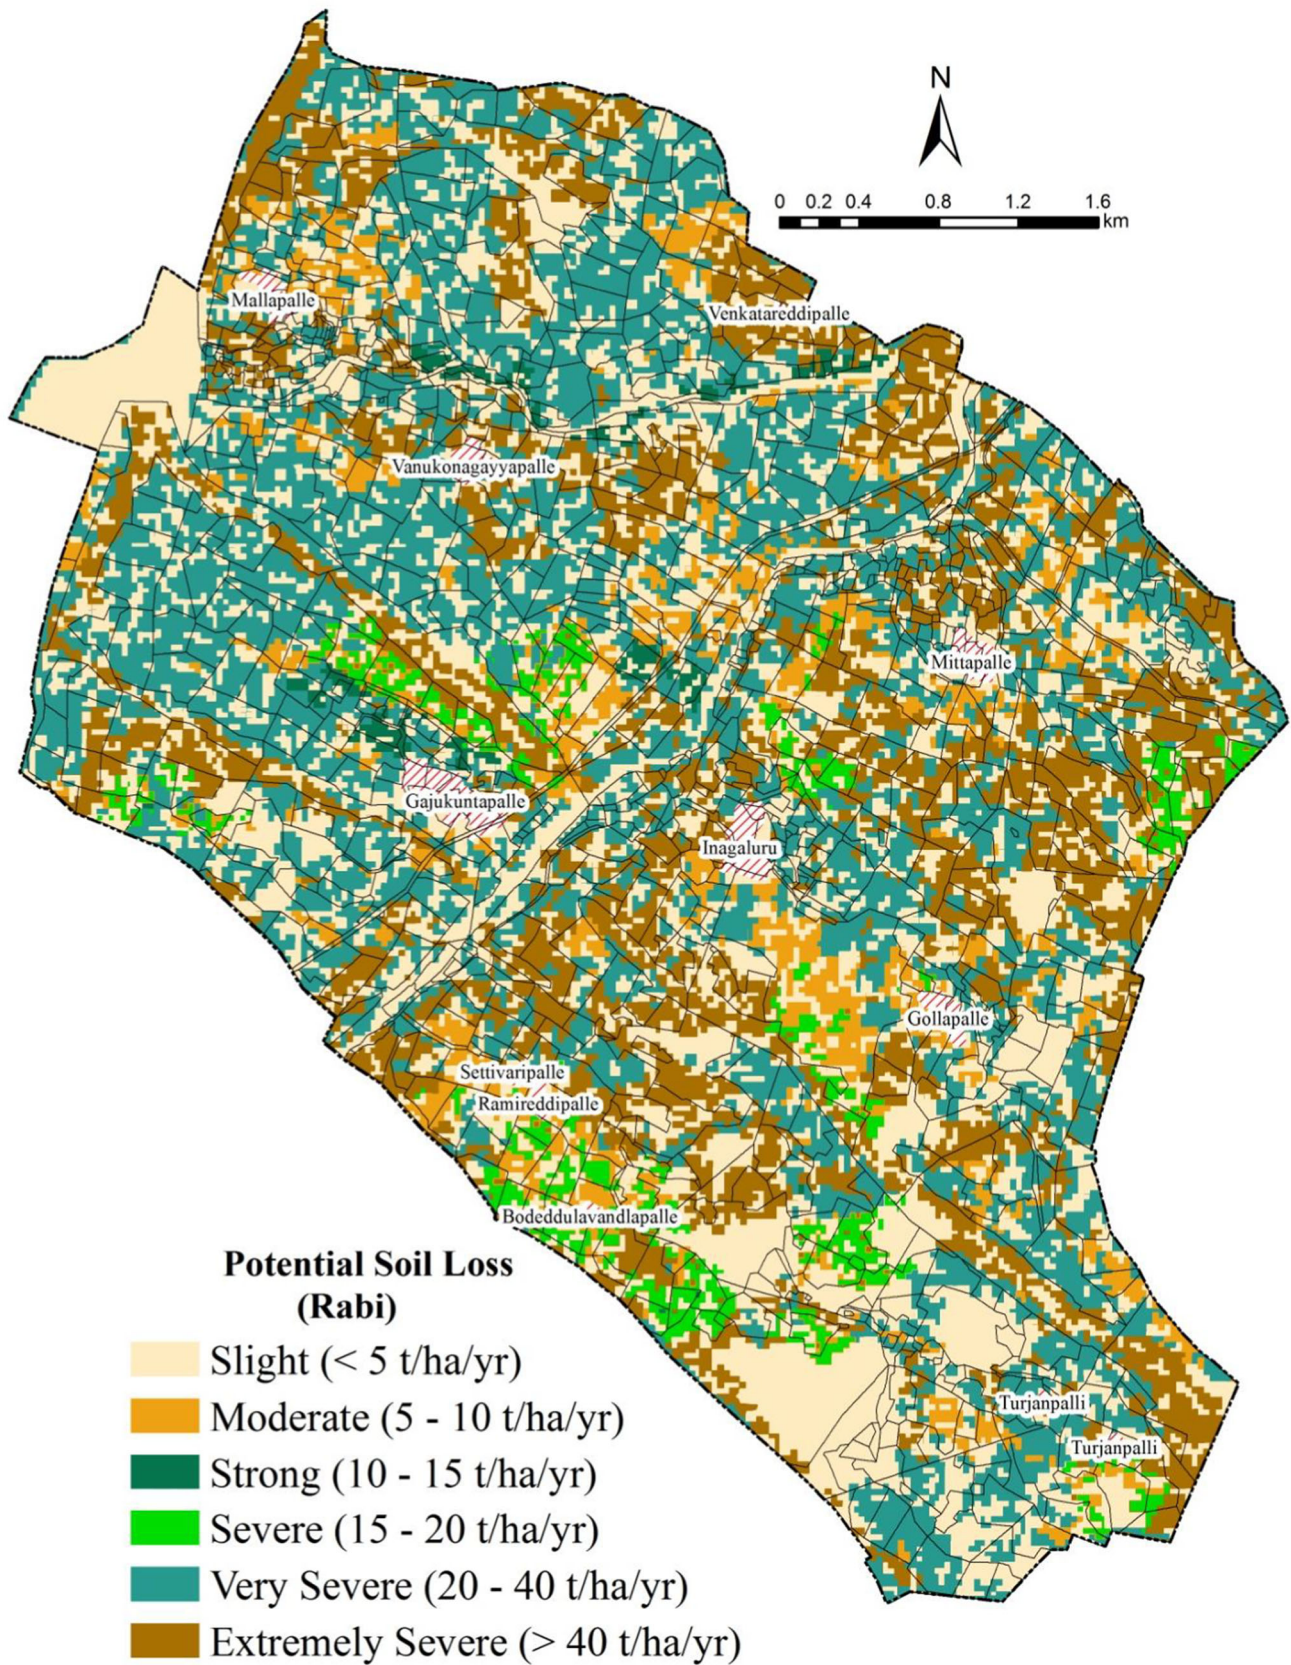 N
0 0.2 0.4 0.8 1.2 1.6
km
Mallapalle
Venkatareddipalle
Vanukonagayyapalle
Mittapalle
Gajukuntapalle
Inagaluru
Gollapalle
Settivaripalle
Ramireddipalle
Bodeddulavandlapalle
Turjanpalli
Turjanpalli
Potential Soil Loss
(Rabi)
Slight (< 5 t/ha/yr)
Moderate (5 - 10 t/ha/yr)
Strong (10 - 15 t/ha/yr)
Severe (15 - 20 t/ha/yr)
Very Severe (20 - 40 t/ha/yr)
Extremely Severe (> 40 t/ha/yr)